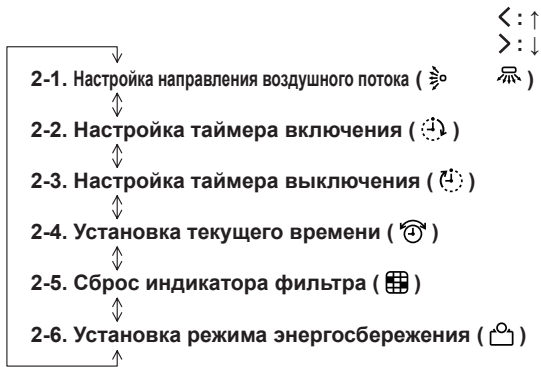 < : ↑
> : ↓
2-1. Настройка направления воздушного потока ( )
2-2. Настройка таймера включения ( )
2-3. Настройка таймера выключения ( )
2-4. Установка текущего времени ( )
2-5. Сброс индикатора фильтра ( )
2-6. Установка режима энергосбережения ( )